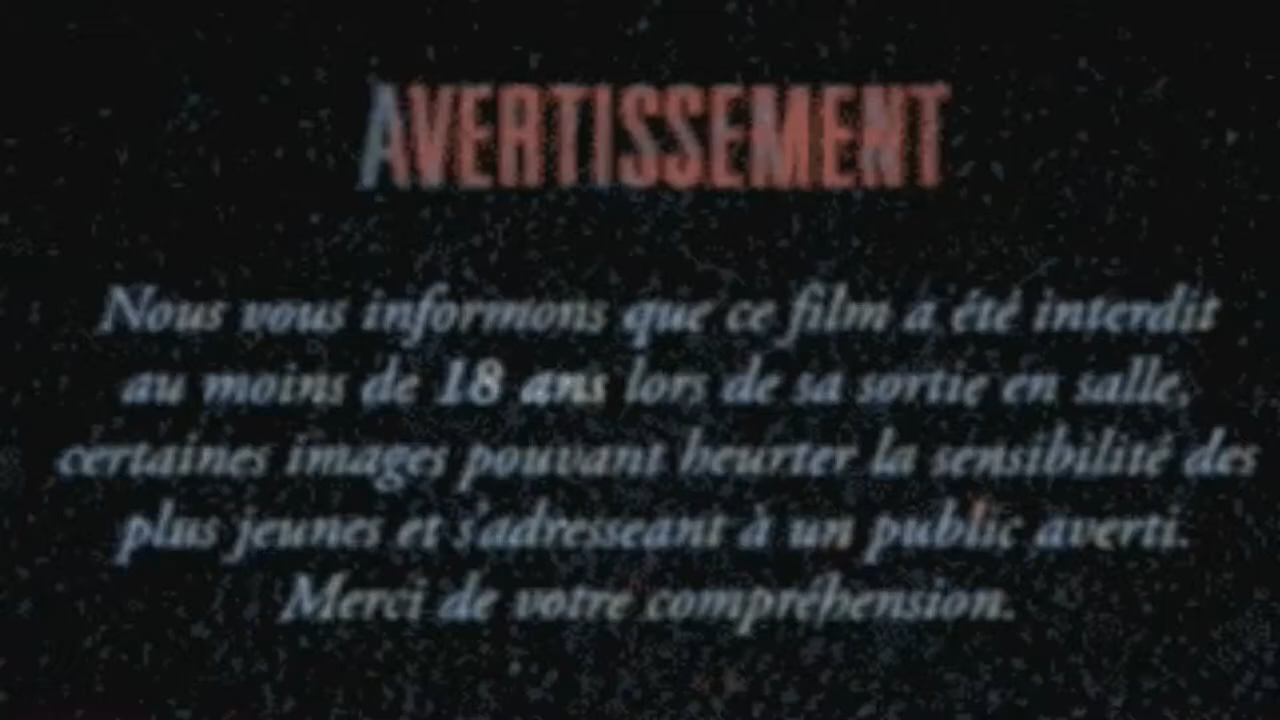 AVERTISSEMENT
Nous vous informons que ce film a été interdit
au moins de 18 ans lors de sa sortie en salle,
certaines images pouvant heurter la sensibilité des
plus jeunes et s'adresseant à un public averti.
Merci de votre compréhension.